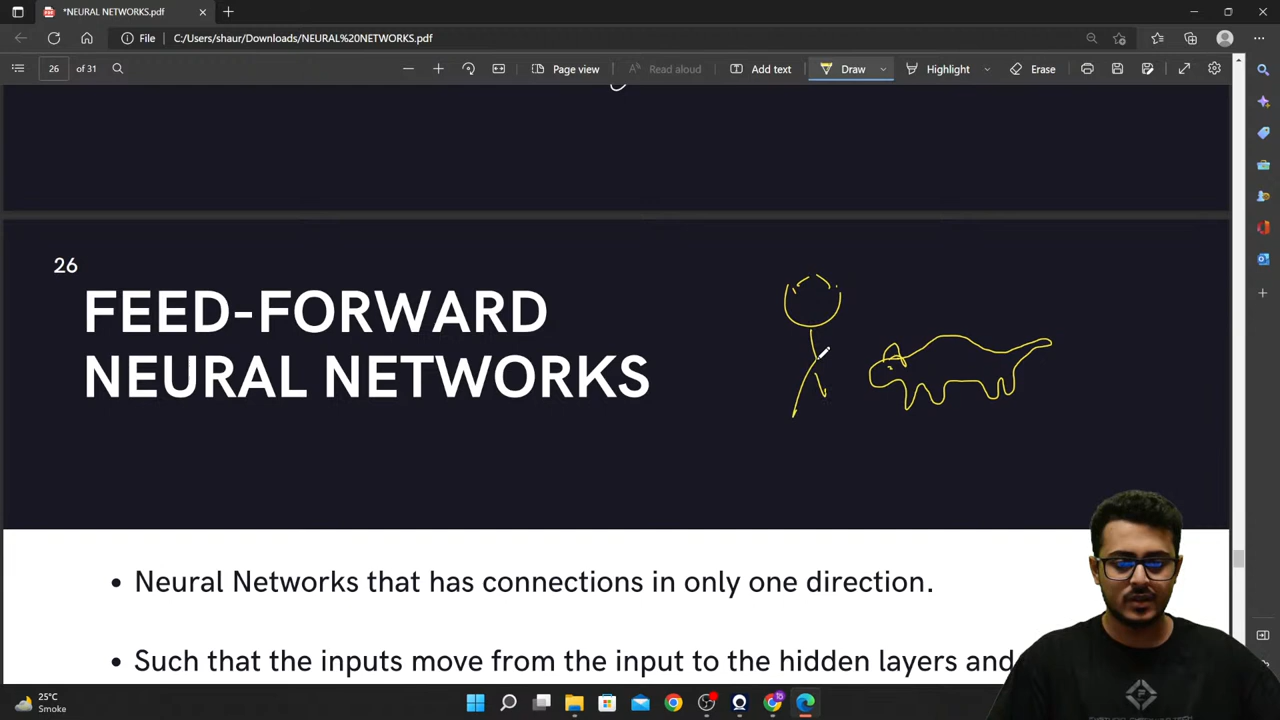 *NEURAL NETWORKS.pdf
File
C:/Users/shaur/Downloads/NEURAL%20NETWORKS.pdf
26 of 31
Page view
Read aloud
Add text
Draw
Highlight
Erase
26
FEED-FORWARD
NEURAL NETWORKS
• Neural Networks that has connections in only one direction.
• Such that the inputs move from the input to the hidden layers and
25°C
Smoke